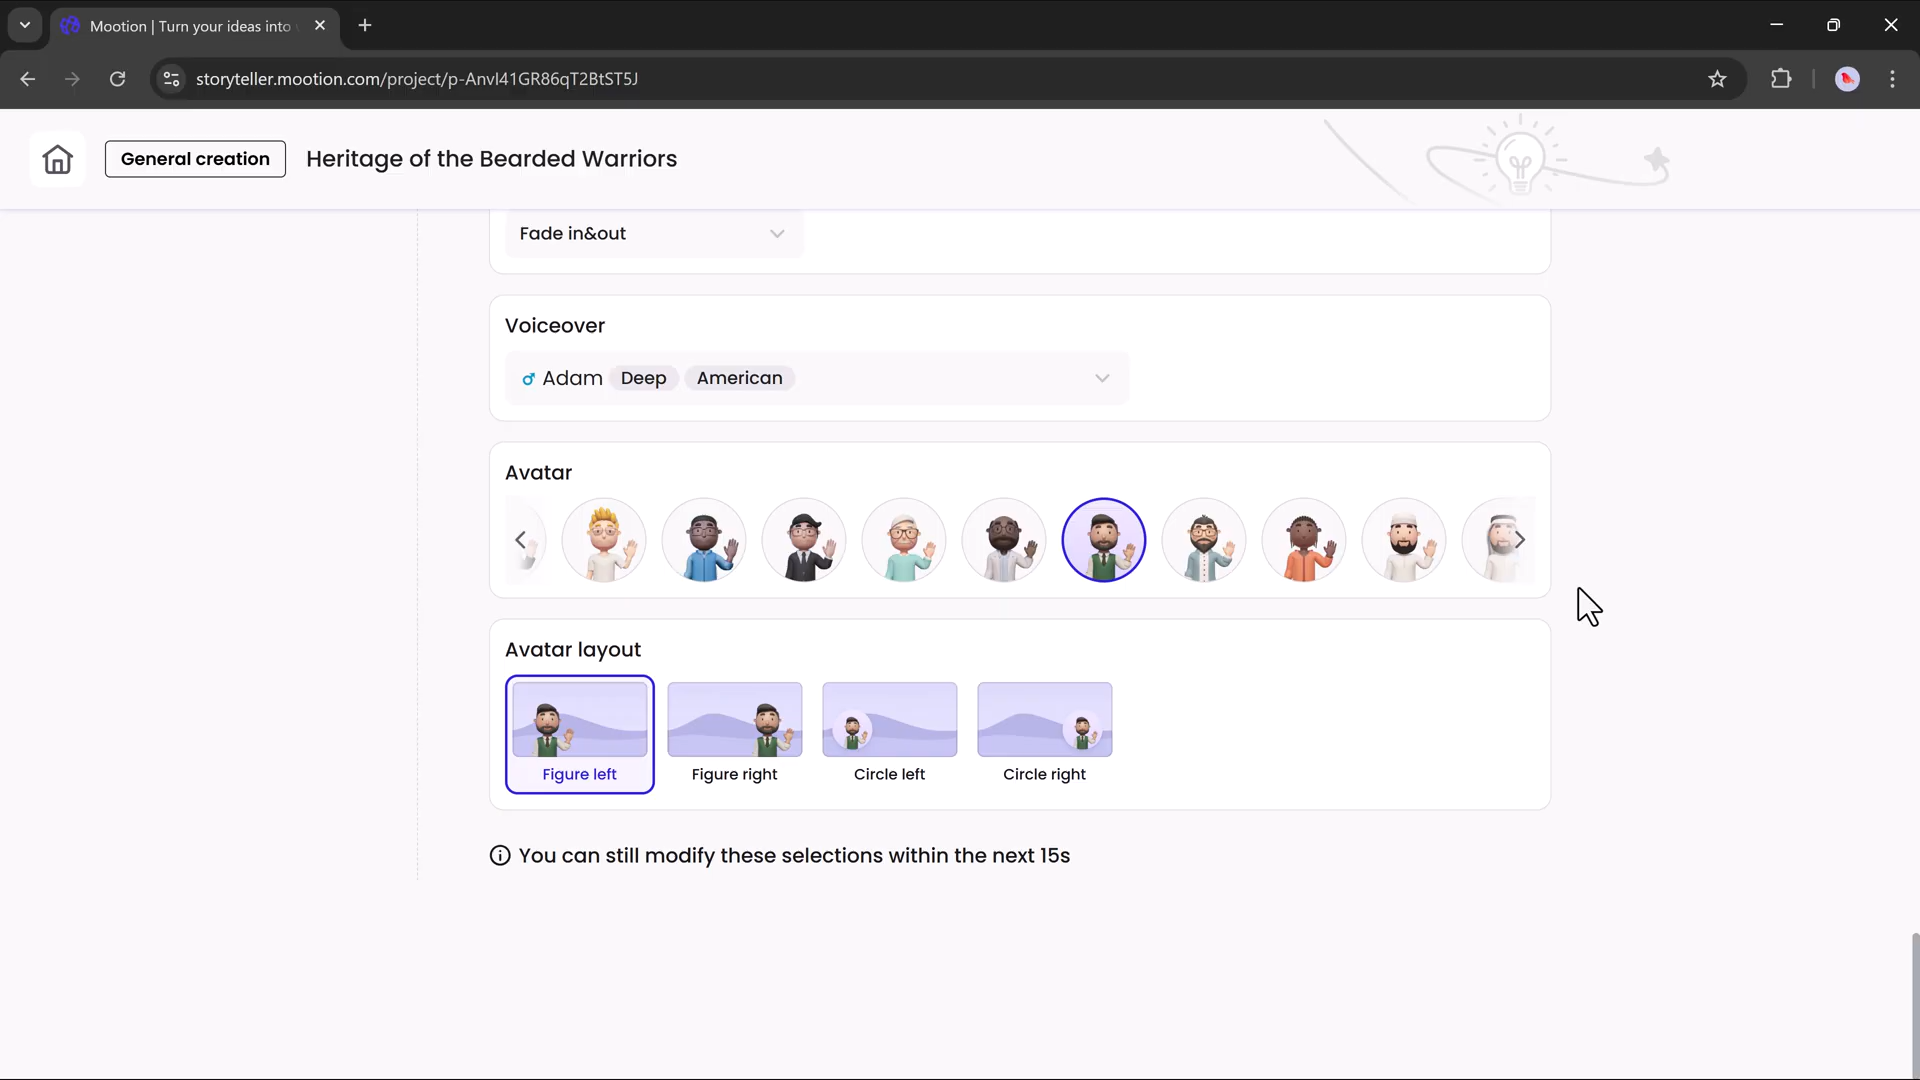 Mootion | Turn your ideas into
storyteller.mootion.com/project/p-Anvl41GR86qT2BtST5J
General creation
Heritage of the Bearded Warriors
Fade in&out
Voiceover
Adam Deep American
Avatar
Avatar layout
Figure left Figure right Circle left Circle right
You can still modify these selections within the next 15s